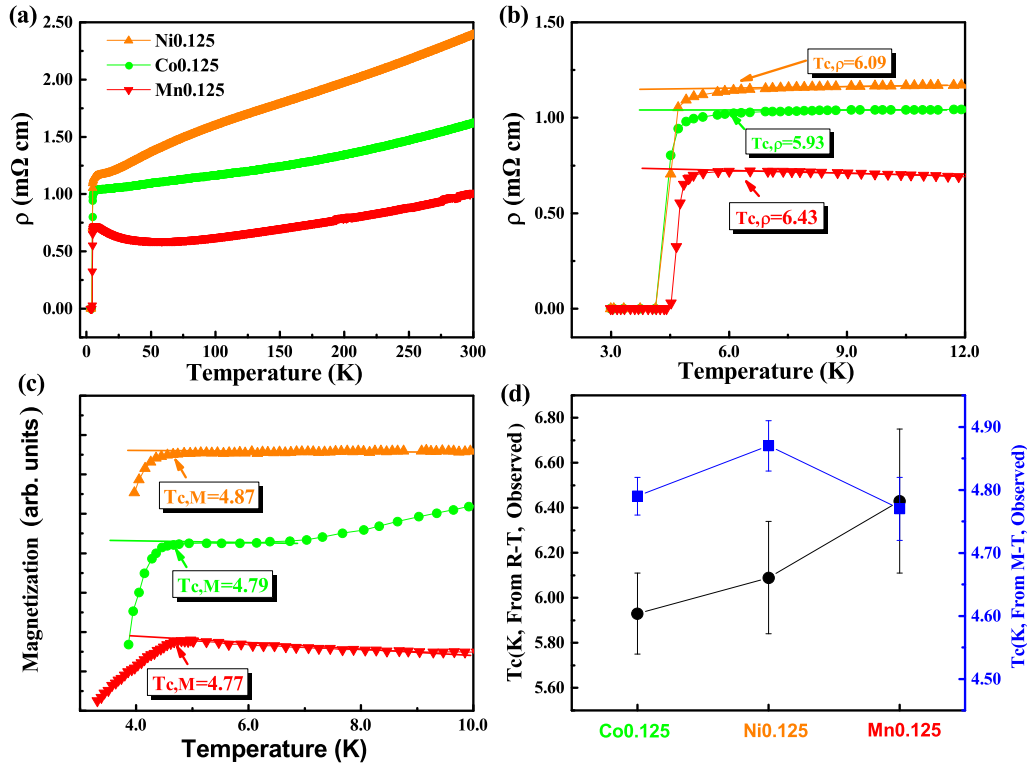 (a)
2.50
2.00
1.50
1.00
0.50
0.00
ρ (mΩ cm)
Ni0.125
Co0.125
Mn0.125
0
50
100
150
200
250
300
Temperature (K)
(b)
1.50
1.00
0.50
0.00
ρ (mΩ cm)
Tc,ρ=6.09
Tc,ρ=5.93
Tc,ρ=6.43
3.0
6.0
9.0
12.0
Temperature (K)
(c)
Magnetization (arb. units)
Tc,M=4.87
Tc,M=4.79
Tc,M=4.77
4.0
6.0
8.0
10.0
Temperature (K)
(d)
6.80
6.60
6.40
6.20
6.00
5.80
5.60
Tc(K, From R-T, Observed)
4.90
4.80
4.70
4.60
4.50
Tc(K, From M-T, Observed)
Co0.125
Ni0.125
Mn0.125